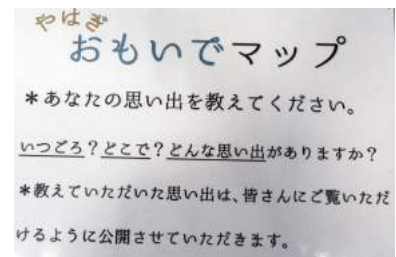 やはぎ
おもいでマップ
＊あなたの思い出を教えてください。
いつごろ？どこで？どんな思い出がありますか？
＊教えていただいた思い出は、皆さんにご覧いただ
けるように公開させていただきます。